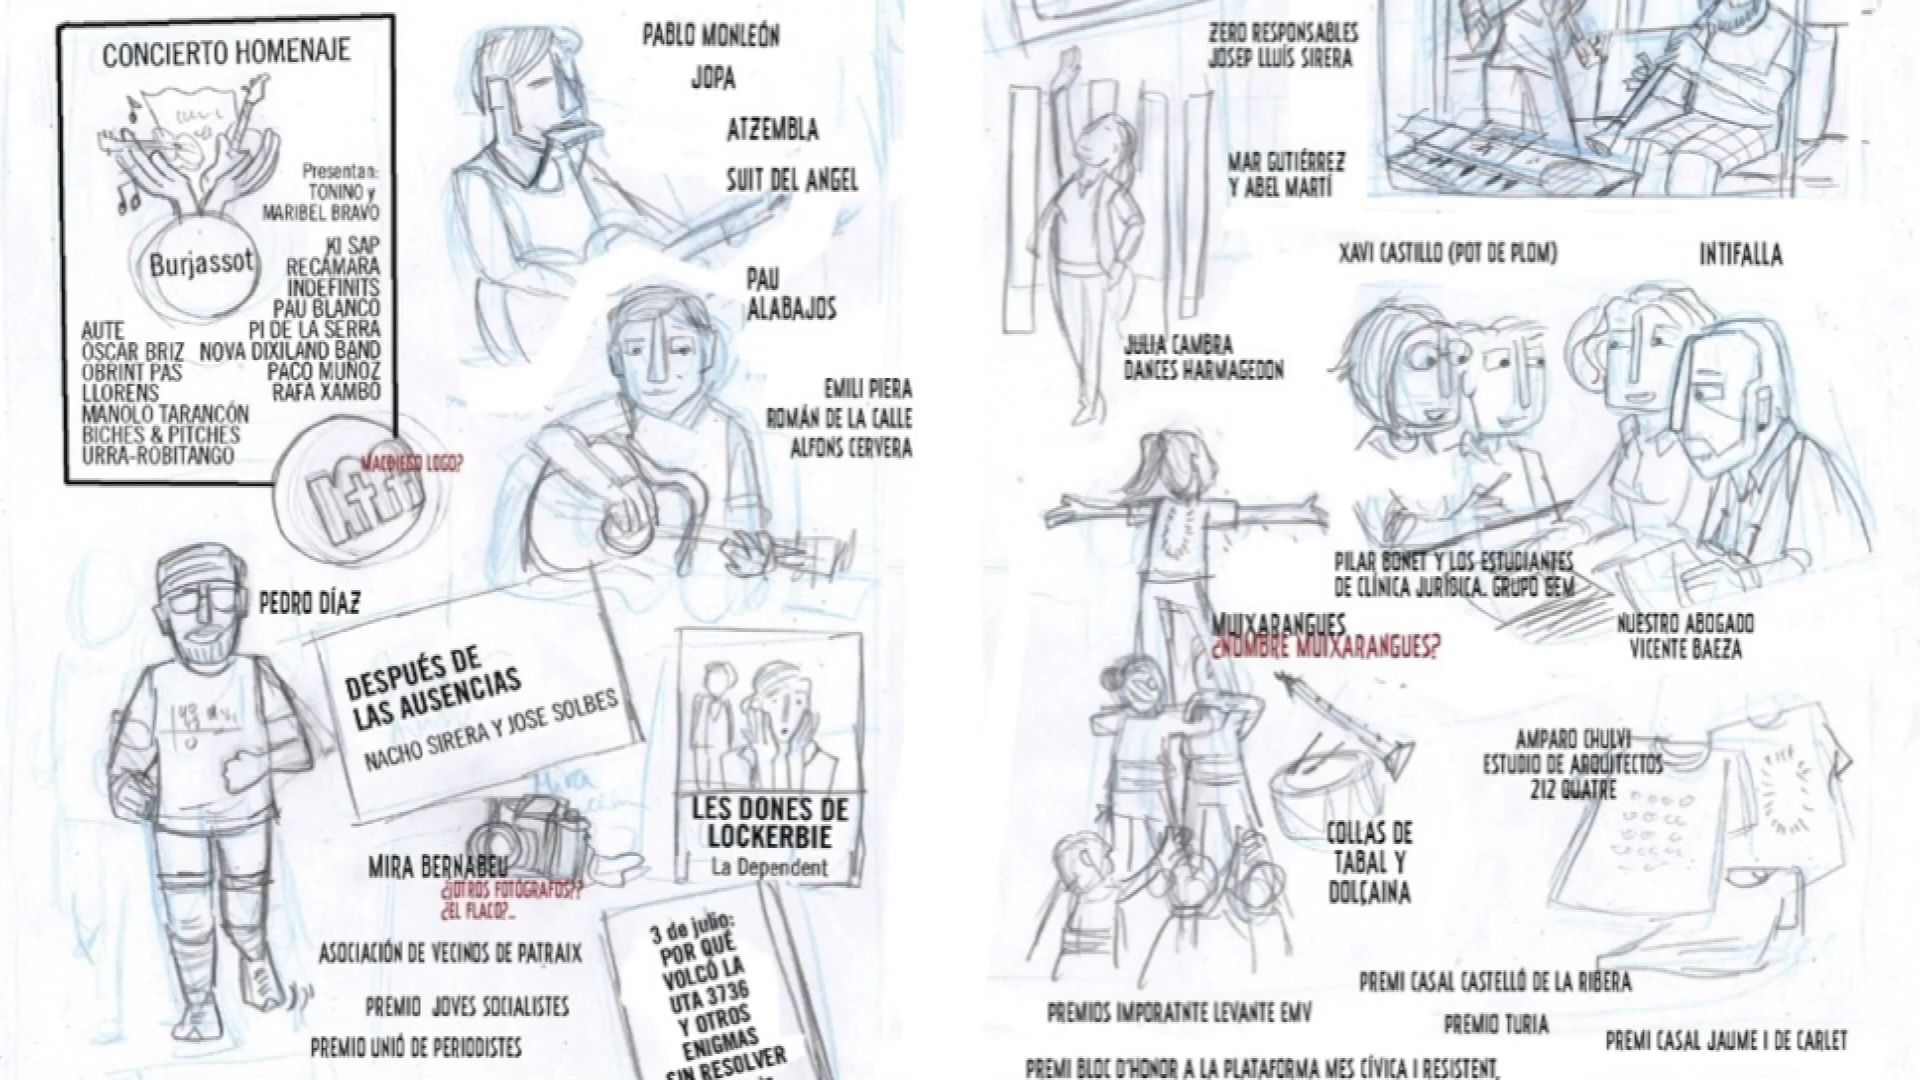 CONCIERTO HOMENAJE
Presentan:
TONINO y
MARIBEL BRAVO
Burjassot
KI SAP
RECÁMARA
INDEFINITS
PAU BLANCO
AUTE PI DE LA SERRA
ÓSCAR BRIZ NOVA DIXILAND BAND
OBRINT PAS PACO MUÑOZ
LLORENS RAFA XAMBÓ
MANOLO TARANCÓN
BICHES & PITCHES
URRA-ROBITANGO
MACDIEGO LOGO?
PABLO MONLEÓN
JOPA
ATZEMBLA
SUIT DEL ANGEL
PAU
ALABAJOS
EMILI PIERA
ROMÁN DE LA CALLE
ALFONS CERVERA
PEDRO DÍAZ
DESPUÉS DE
LAS AUSENCIAS
NACHO SIRERA Y JOSE SOLBES
LES DONES DE
LOCKERBIE
La Dependent
Mira
MIRA BERNABEU
¿¿OTROS FOTÓGRAFOS??
¿EL FLACO?...
ASOCIACIÓN DE VECINOS DE PATRAIX
PREMIO JOVES SOCIALISTES
PREMIO UNIÓ DE PERIODISTES
3 de julio:
POR QUÉ
VOLCÓ LA
UTA 3736
Y OTROS
ENIGMAS
SIN RESOLVER
ZERO RESPONSABLES
JOSEP LLUÍS SIRERA
MAR GUTIÉRREZ
Y ABEL MARTÍ
XAVI CASTILLO (POT DE PLOM)
INTIFALLA
JULIA CAMBRA
DANCES HARMAGEDON
PILAR BONET Y LOS ESTUDIANTES
DE CLÍNICA JURÍDICA. GRUPO GEM
MUIXARANGUES
¿NOMBRE MUIXARANGUES?
NUESTRO ABOGADO
VICENTE BAEZA
AMPARO CHULVI
ESTUDIO DE ARQUITECTOS
212 QUATRE
COLLAS DE
TABAL Y
DOLÇAINA
PREMI CASAL CASTELLÓ DE LA RIBERA
PREMIOS IMPORATNTE LEVANTE EMV
PREMIO TURIA
PREMI CASAL JAUME I DE CARLET
PREMI BLOC D'HONOR A LA PLATAFORMA MES CÍVICA I RESISTENT,